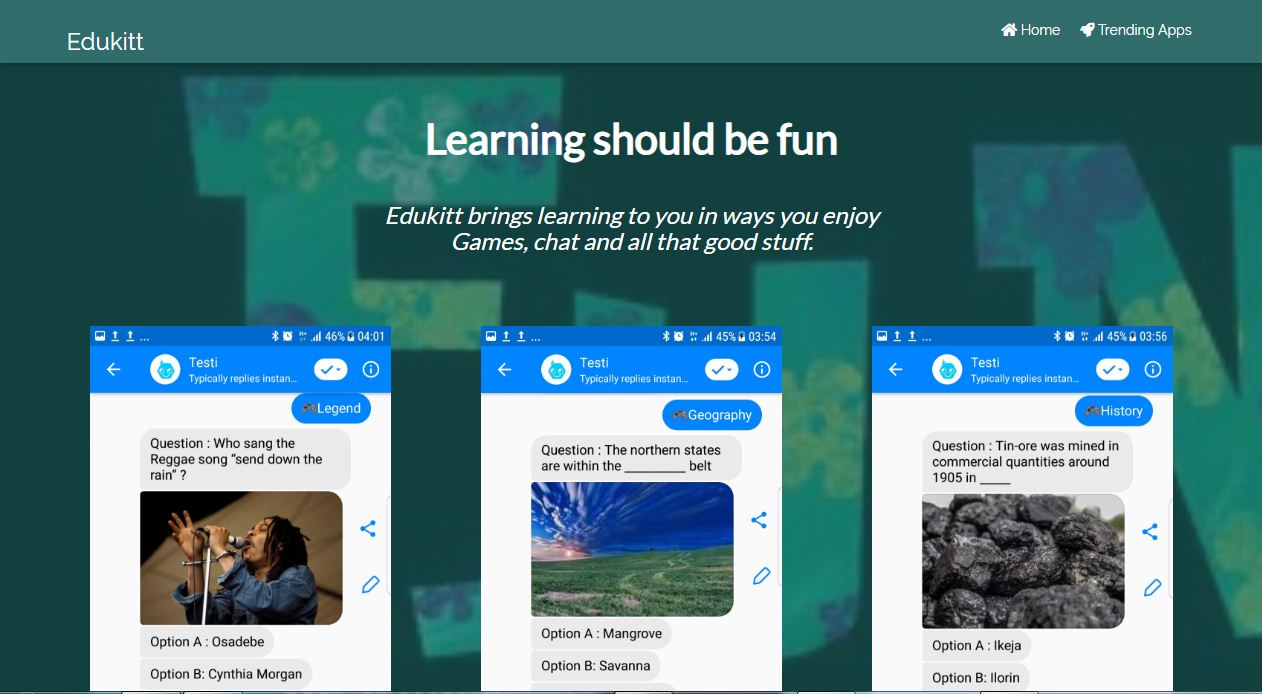 Edukitt
Home
Trending Apps
Learning should be fun
Edukitt brings learning to you in ways you enjoy
Games, chat and all that good stuff.
... 46% 04:01
Testi
Typically replies instan...
Legend
Question : Who sang the
Reggae song “send down the
rain” ?
Option A : Osadebe
Option B: Cynthia Morgan
... 45% 03:54
Testi
Typically replies instan...
Geography
Question : The northern states
are within the _________ belt
Option A : Mangrove
Option B: Savanna
... 45% 03:56
Testi
Typically replies instan...
History
Question : Tin-ore was mined in
commercial quantities around
1905 in _____
Option A : Ikeja
Option B: Ilorin